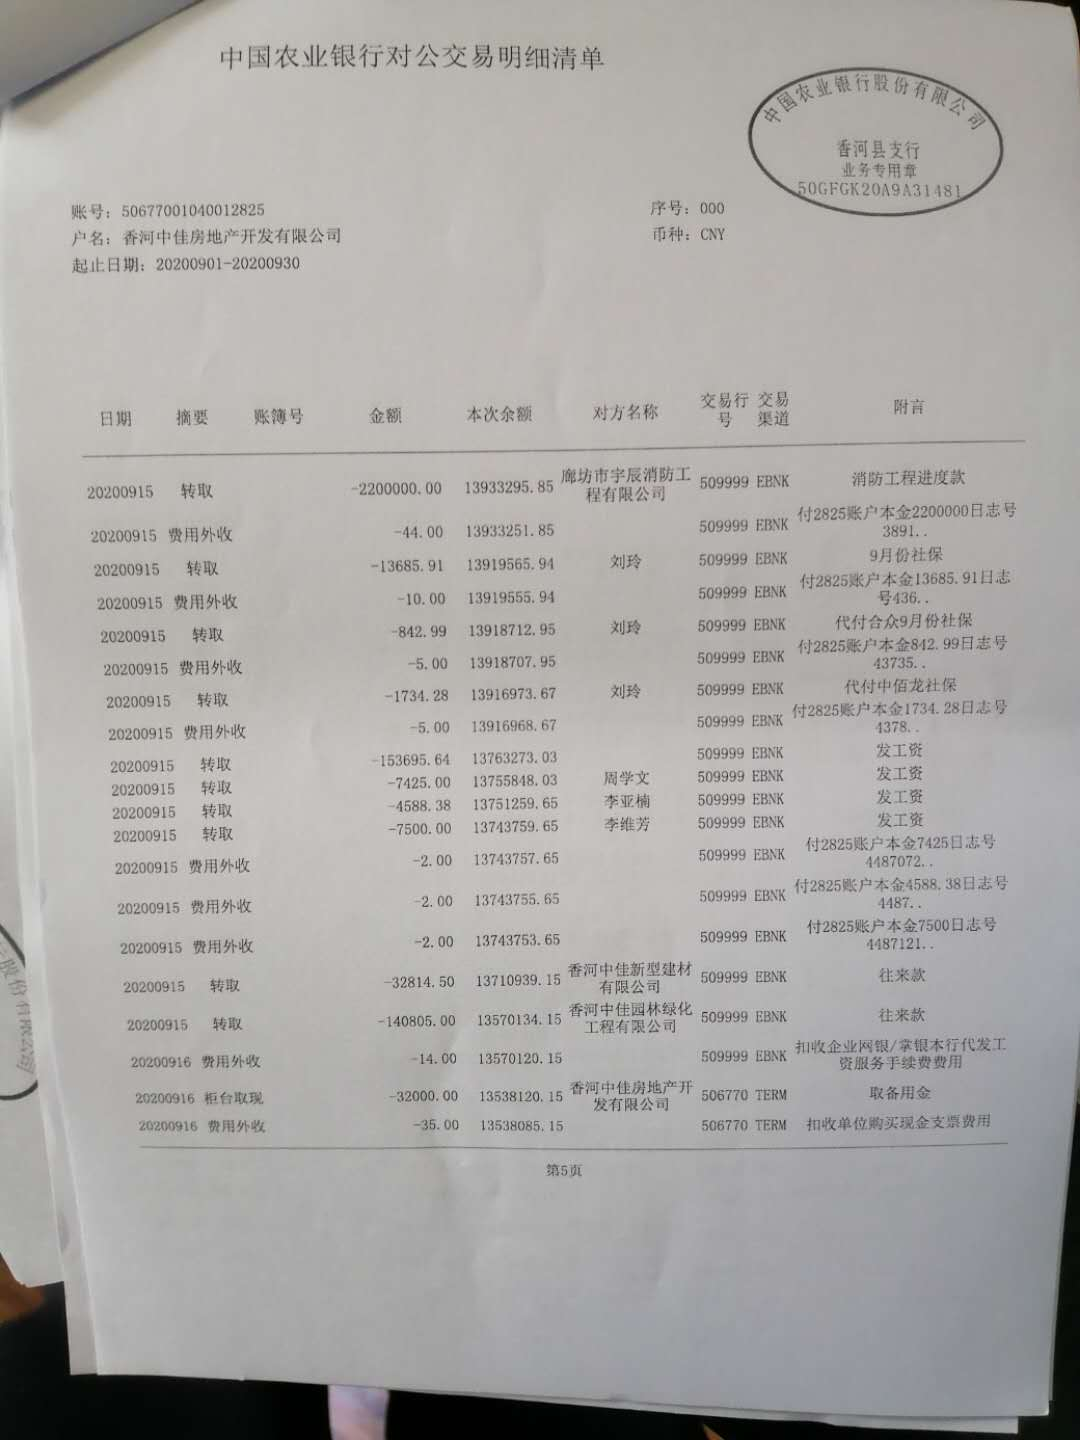 中国农业银行对公交易明细清单
中国农业银行股份有限公司
香河县支行
业务专用章
50GFGK20A9A31481
账号：50677001040012825 序号：000
户名：香河中佳房地产开发有限公司 币种：CNY
起止日期：20200901-20200930
日期 摘要 账簿号 金额 本次余额 对方名称 交易行号 交易渠道 附言
20200915 转取 -2200000.00 13933295.85 廊坊市宇辰消防工程有限公司 509999 EBNK 消防工程进度款
20200915 费用外收 -44.00 13933251.85 509999 EBNK 付2825账户本金2200000日志号3891..
20200915 转取 -13685.91 13919565.94 刘玲 509999 EBNK 9月份社保
20200915 费用外收 -10.00 13919555.94 509999 EBNK 付2825账户本金13685.91日志号436..
20200915 转取 -842.99 13918712.95 刘玲 509999 EBNK 代付合众9月份社保
20200915 费用外收 -5.00 13918707.95 509999 EBNK 付2825账户本金842.99日志号43735..
20200915 转取 -1734.28 13916973.67 刘玲 509999 EBNK 代付中佰龙社保
20200915 费用外收 -5.00 13916968.67 509999 EBNK 付2825账户本金1734.28日志号4378..
20200915 转取 -153695.64 13763273.03 509999 EBNK 发工资
20200915 转取 -7425.00 13755848.03 周学文 509999 EBNK 发工资
20200915 转取 -4588.38 13751259.65 李亚楠 509999 EBNK 发工资
20200915 转取 -7500.00 13743759.65 李维芳 509999 EBNK 发工资
20200915 费用外收 -2.00 13743757.65 509999 EBNK 付2825账户本金7425日志号4487072..
20200915 费用外收 -2.00 13743755.65 509999 EBNK 付2825账户本金4588.38日志号4487..
20200915 费用外收 -2.00 13743753.65 509999 EBNK 付2825账户本金7500日志号4487121..
20200915 转取 -32814.50 13710939.15 香河中佳新型建材有限公司 509999 EBNK 往来款
20200915 转取 -140805.00 13570134.15 香河中佳园林绿化工程有限公司 509999 EBNK 往来款
20200916 费用外收 -14.00 13570120.15 509999 EBNK 扣收企业网银/掌银本行代发工资服务手续费费用
20200916 柜台取现 -32000.00 13538120.15 香河中佳房地产开发有限公司 506770 TERM 取备用金
20200916 费用外收 -35.00 13538085.15 506770 TERM 扣收单位购买现金支票费用
第5页